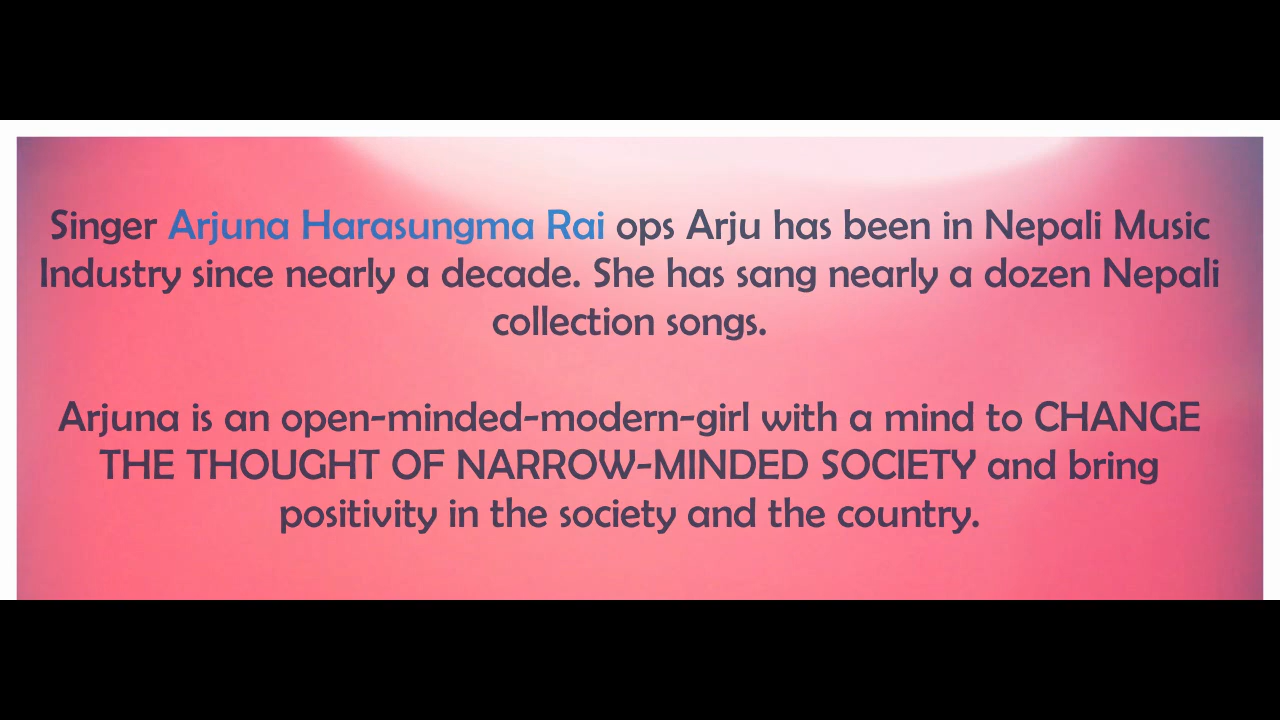 Singer Arjuna Harasungma Rai ops Arju has been in Nepali Music
Industry since nearly a decade. She has sang nearly a dozen Nepali
collection songs.
Arjuna is an open-minded-modern-girl with a mind to CHANGE
THE THOUGHT OF NARROW-MINDED SOCIETY and bring
positivity in the society and the country.